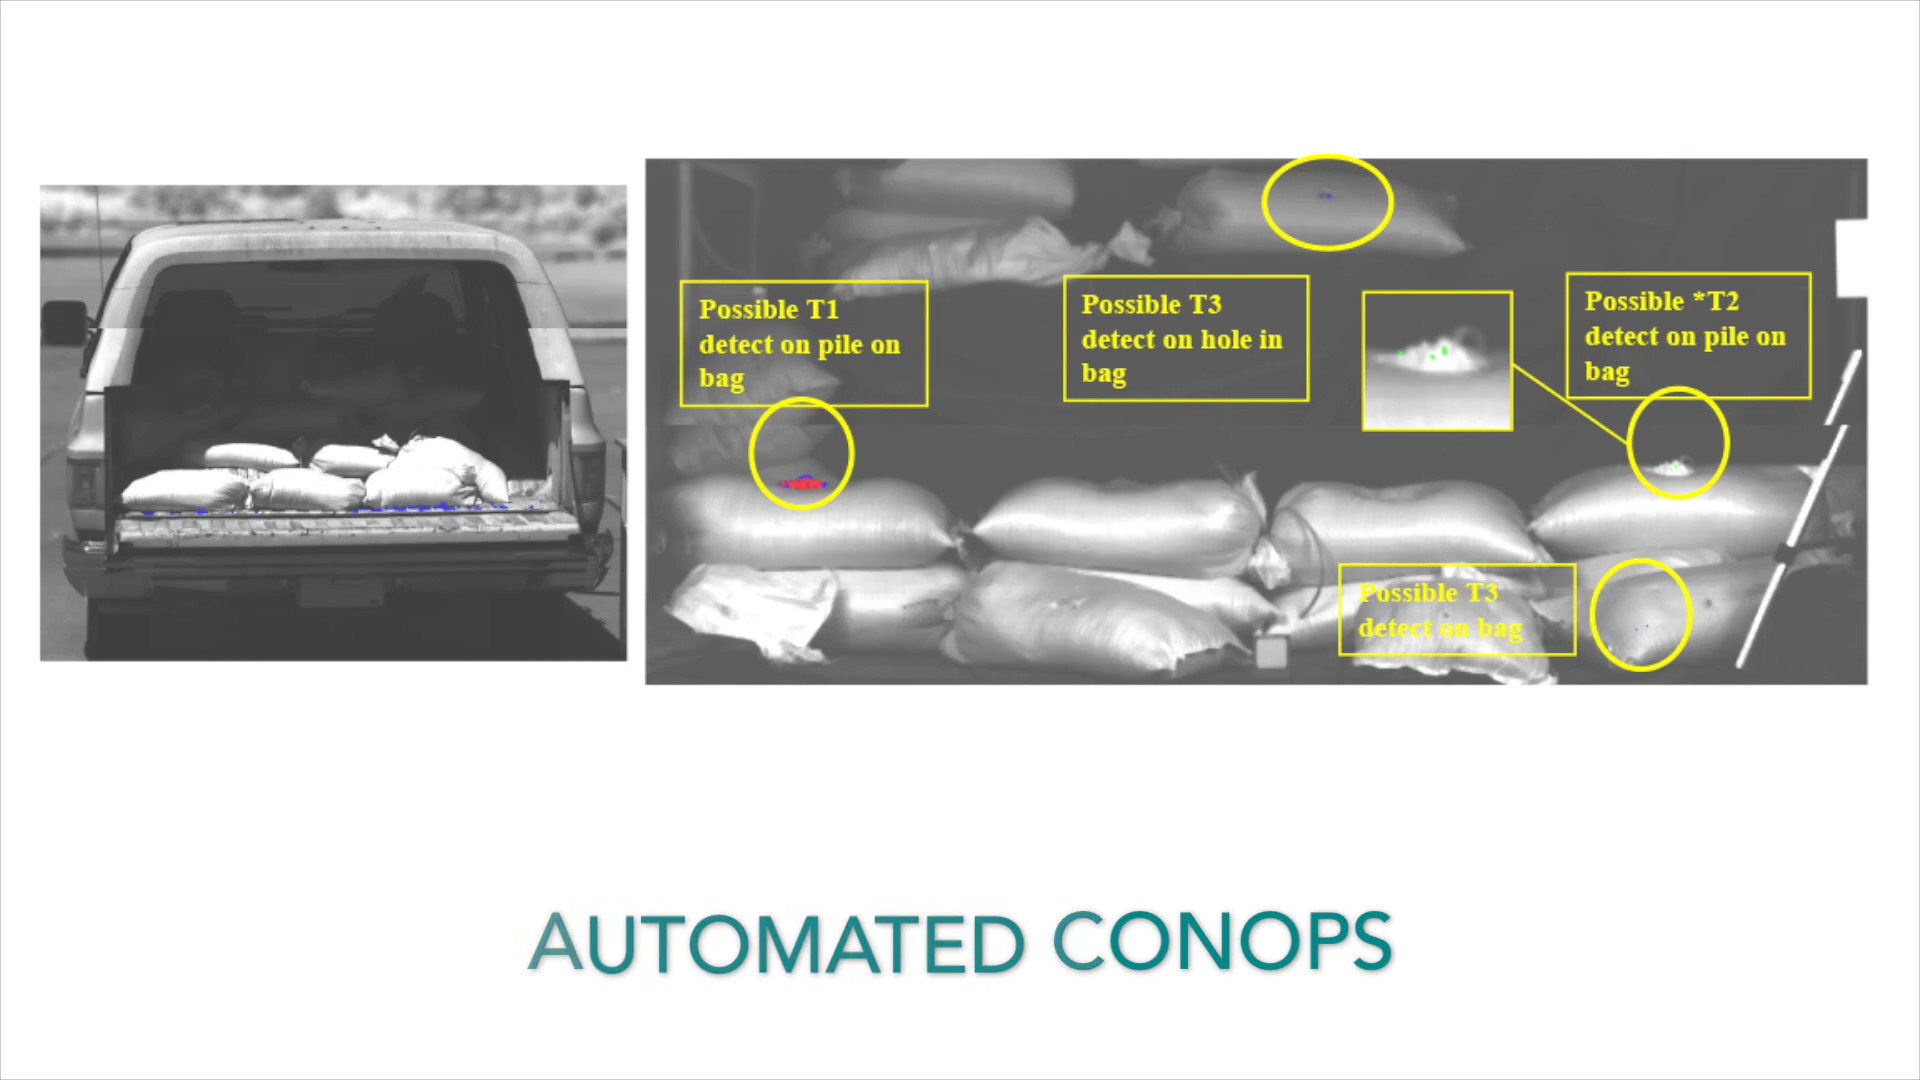 Possible T1
detect on pile on
bag
Possible T3
detect on hole in
bag
Possible *T2
detect on pile on
bag
Possible T3
detect on bag
AUTOMATED CONOPS